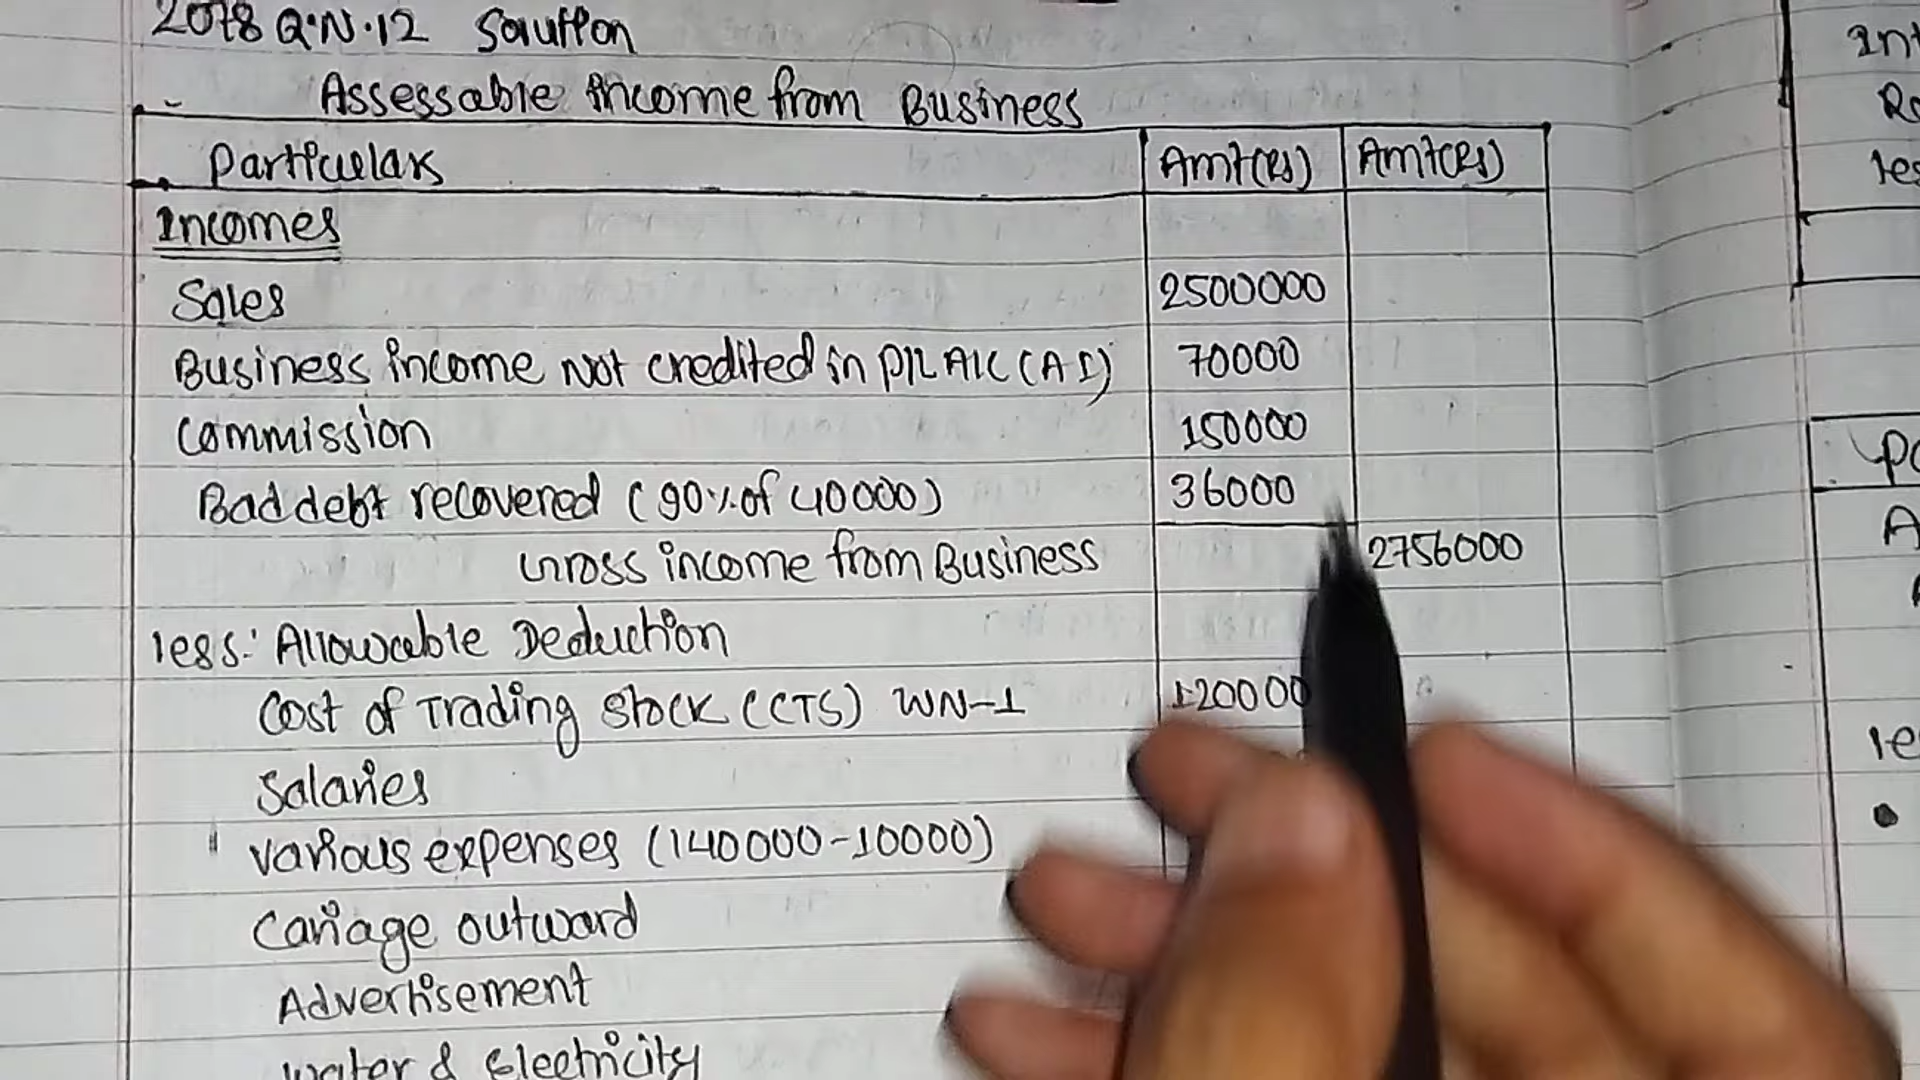 2078 Q.N.12 Solution
Assessable income from Business
Particulars Amt(Rs) Amt(Rs)
Incomes
Sales 2500000
Business income not credited in P/L A/C (A I) 70000
Commission 150000
Bad debt recovered (90% of 40000) 36000
Gross income from Business 2756000
less: Allowable Deduction
Cost of Trading Stock (CTS) WN-1 120000
Salaries
Various expenses (140000-10000)
Carriage outward
Advertisement
Water & Electricity